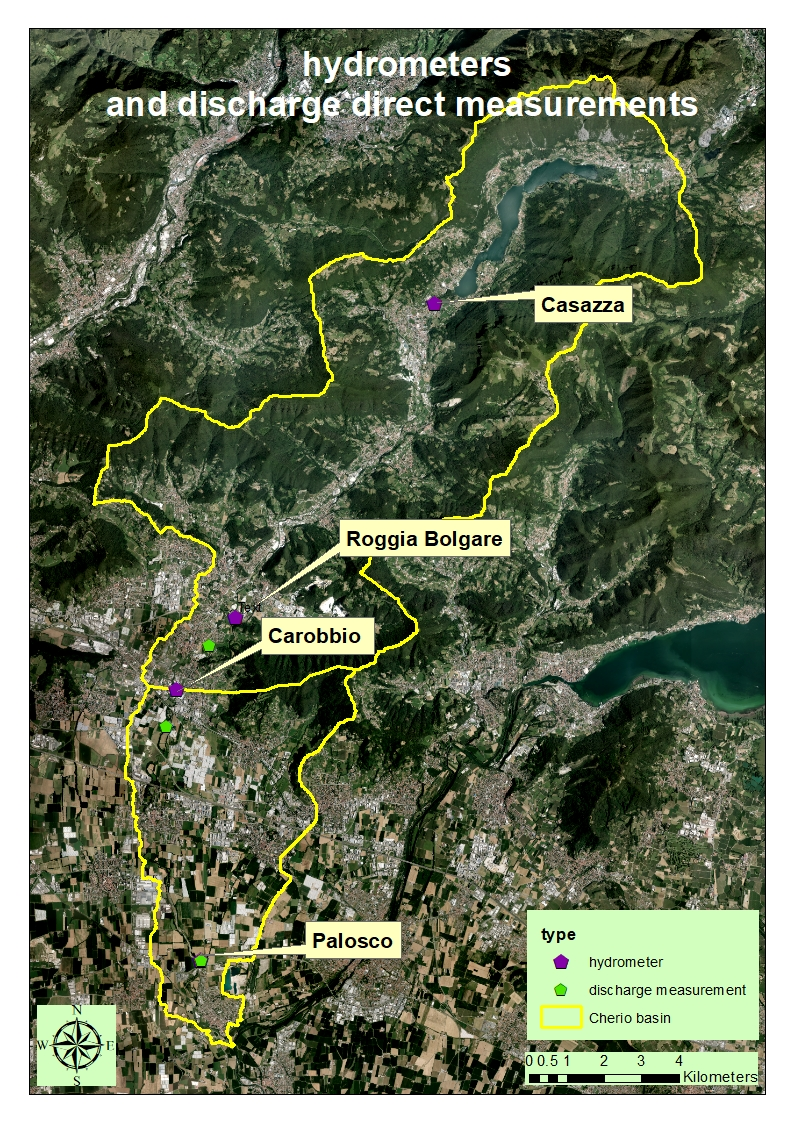 hydrometers
and discharge direct measurements
Casazza
Roggia Bolgare
Carobbio
Palosco
type
hydrometer
discharge measurement
Cherio basin
N
W E
S
0 0.5 1 2 3 4
Kilometers